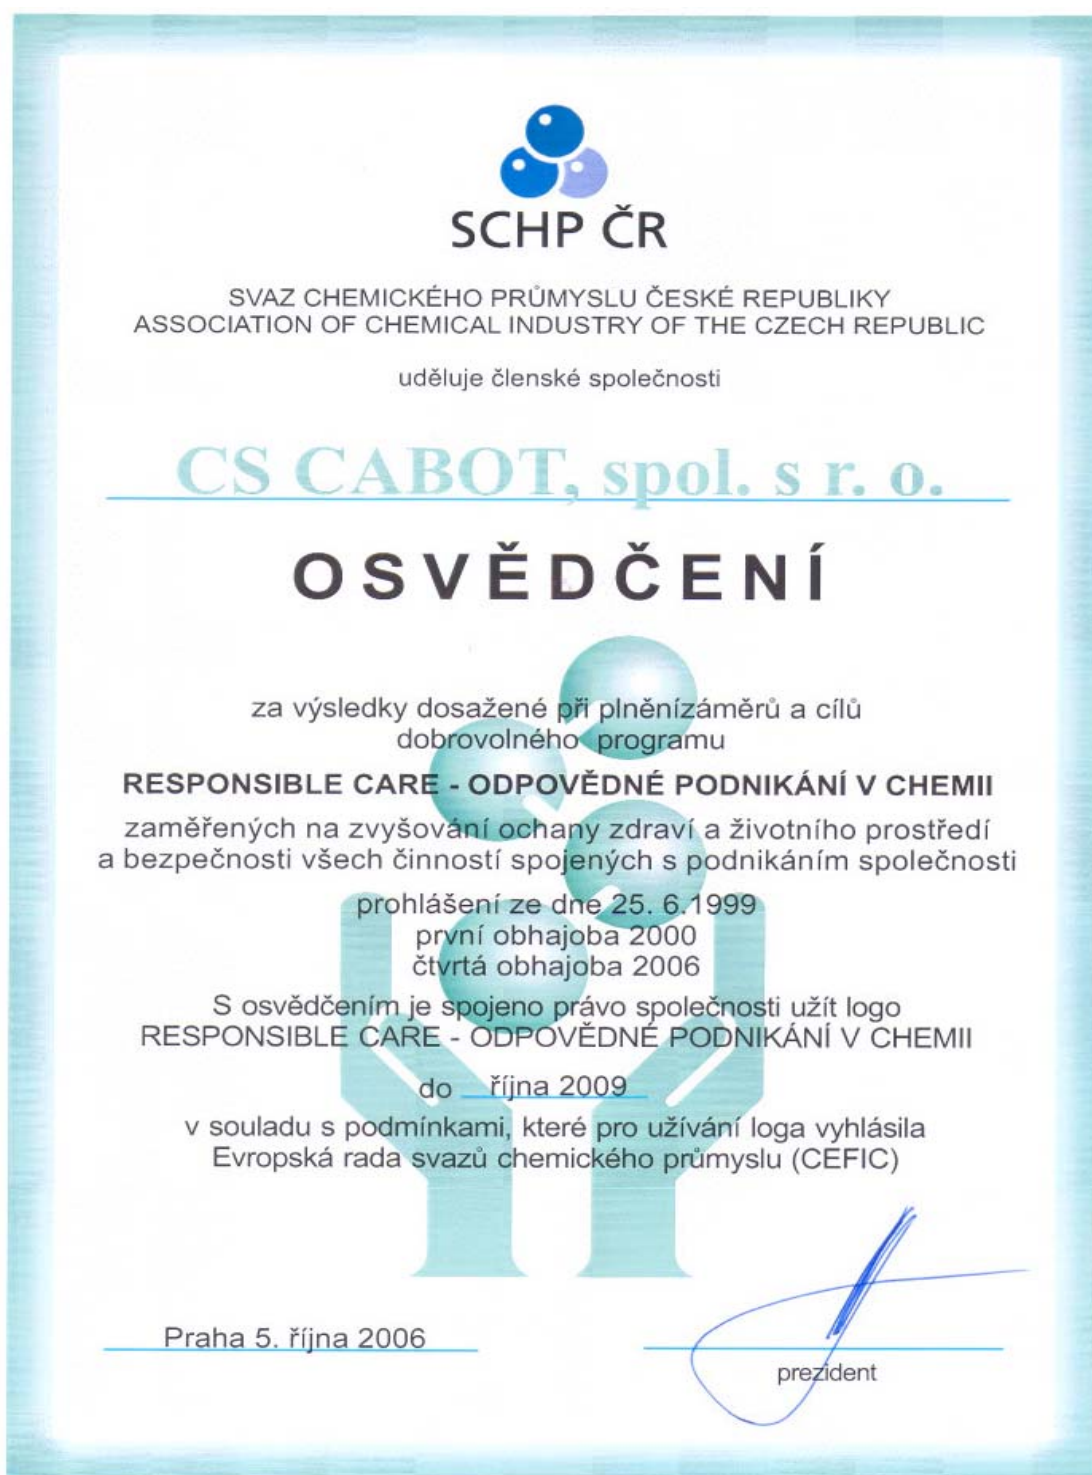 SCHP ČR
SVAZ CHEMICKÉHO PRŮMYSLU ČESKÉ REPUBLIKY
ASSOCIATION OF CHEMICAL INDUSTRY OF THE CZECH REPUBLIC
uděluje členské společnosti
CS CABOT, spol. s r. o.
OSVĚDČENÍ
za výsledky dosažené při plněnízáměrů a cílů
dobrovolného programu
RESPONSIBLE CARE - ODPOVĚDNÉ PODNIKÁNÍ V CHEMII
zaměřených na zvyšování ochany zdraví a životního prostředí
a bezpečnosti všech činností spojených s podnikáním společnosti
prohlášení ze dne 25. 6.1999
první obhajoba 2000
čtvrtá obhajoba 2006
S osvědčením je spojeno právo společnosti užít logo
RESPONSIBLE CARE - ODPOVĚDNÉ PODNIKÁNÍ V CHEMII
do října 2009
v souladu s podmínkami, které pro užívání loga vyhlásila
Evropská rada svazů chemického průmyslu (CEFIC)
Praha 5. října 2006
prezident